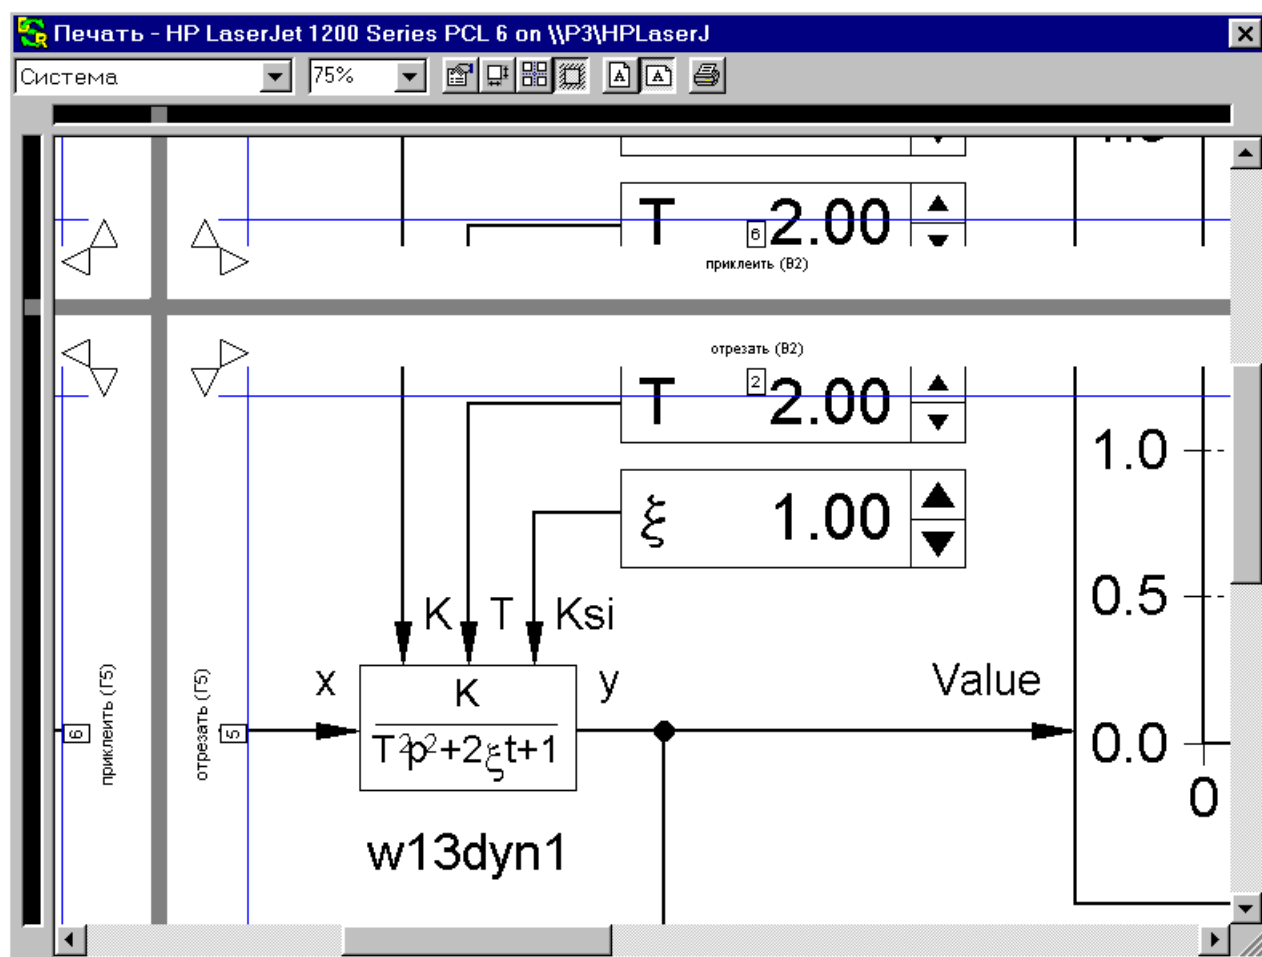 Печать - HP LaserJet 1200 Series PCL 6 on \\P3\HPLaserJ
Система
75%
T 2.00
6
приклеить (В2)
отрезать (В2)
2
T 2.00
1.0
ξ 1.00
0.5
K T Ksi
x
y
Value
K
T²p²+2ξt+1
0.0
0
6
приклеить (Г5)
отрезать (Г5)
5
w13dyn1